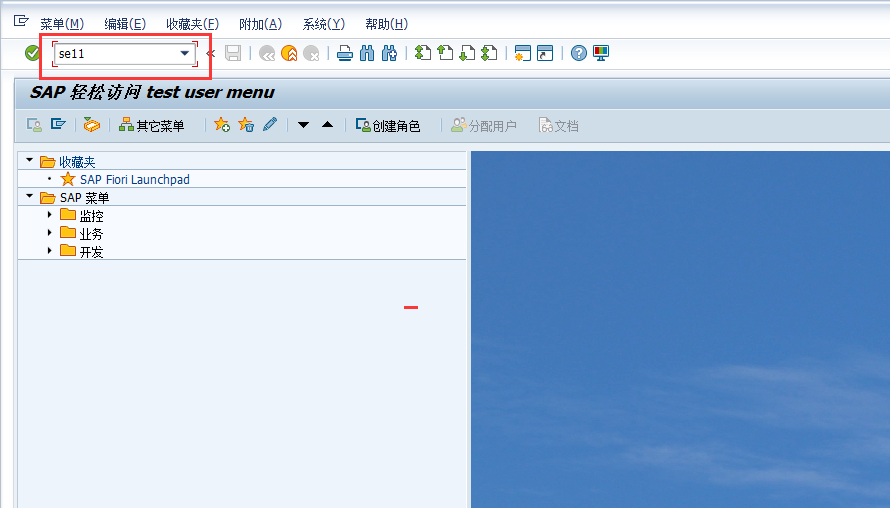 菜单(M) 编辑(E) 收藏夹(F) 附加(A) 系统(Y) 帮助(H)
se11
SAP 轻松访问 test user menu
其它菜单 创建角色 分配用户 文档
收藏夹
SAP Fiori Launchpad
SAP 菜单
监控
业务
开发